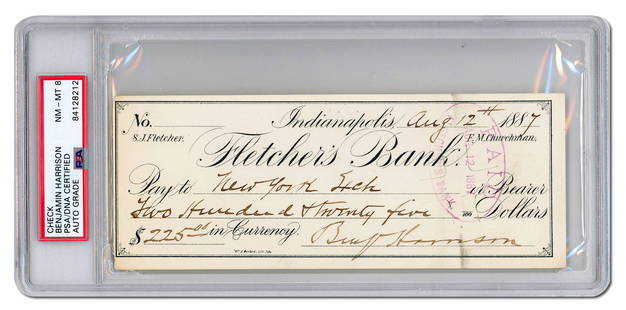 CHECK
BENJAMIN HARRISON
PSA/DNA CERTIFIED
AUTO GRADE
NM-MT 8
84128212
PSA
No. Indianapolis, Aug 12th 1887
S.J. Fletcher. F.M. Churchman.
Fletcher's Bank.
Pay to New York Exch or Bearer
Two Hundred & twenty five /100 Dollars
$225.00 in Currency. Benj Harrison
PAID